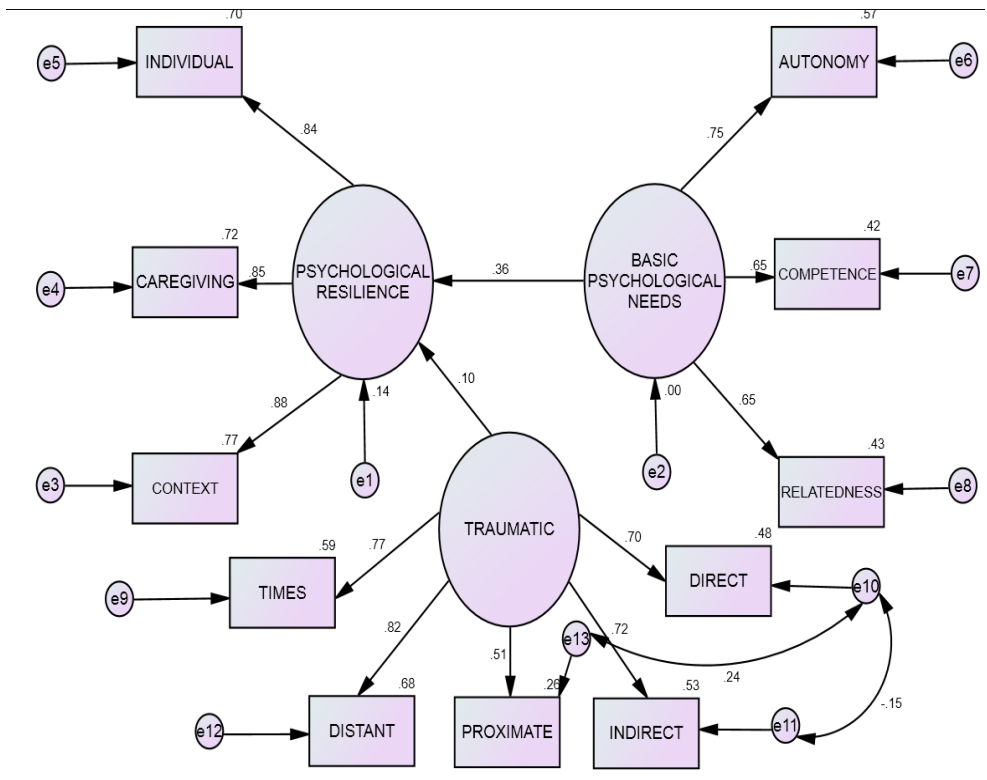 .70
.57
e5
INDIVIDUAL
AUTONOMY
e6
.84
.75
.72
.42
e4
CAREGIVING
.85
PSYCHOLOGICAL
RESILIENCE
.36
BASIC
PSYCHOLOGICAL
NEEDS
.65
COMPETENCE
e7
.14
.10
.00
.88
.65
.77
.43
e3
CONTEXT
e1
e2
RELATEDNESS
e8
TRAUMATIC
.59
.77
.70
.48
e9
TIMES
DIRECT
e10
.82
.51
e13
.72
.24
-.15
.68
.26
.53
e12
DISTANT
PROXIMATE
INDIRECT
e11